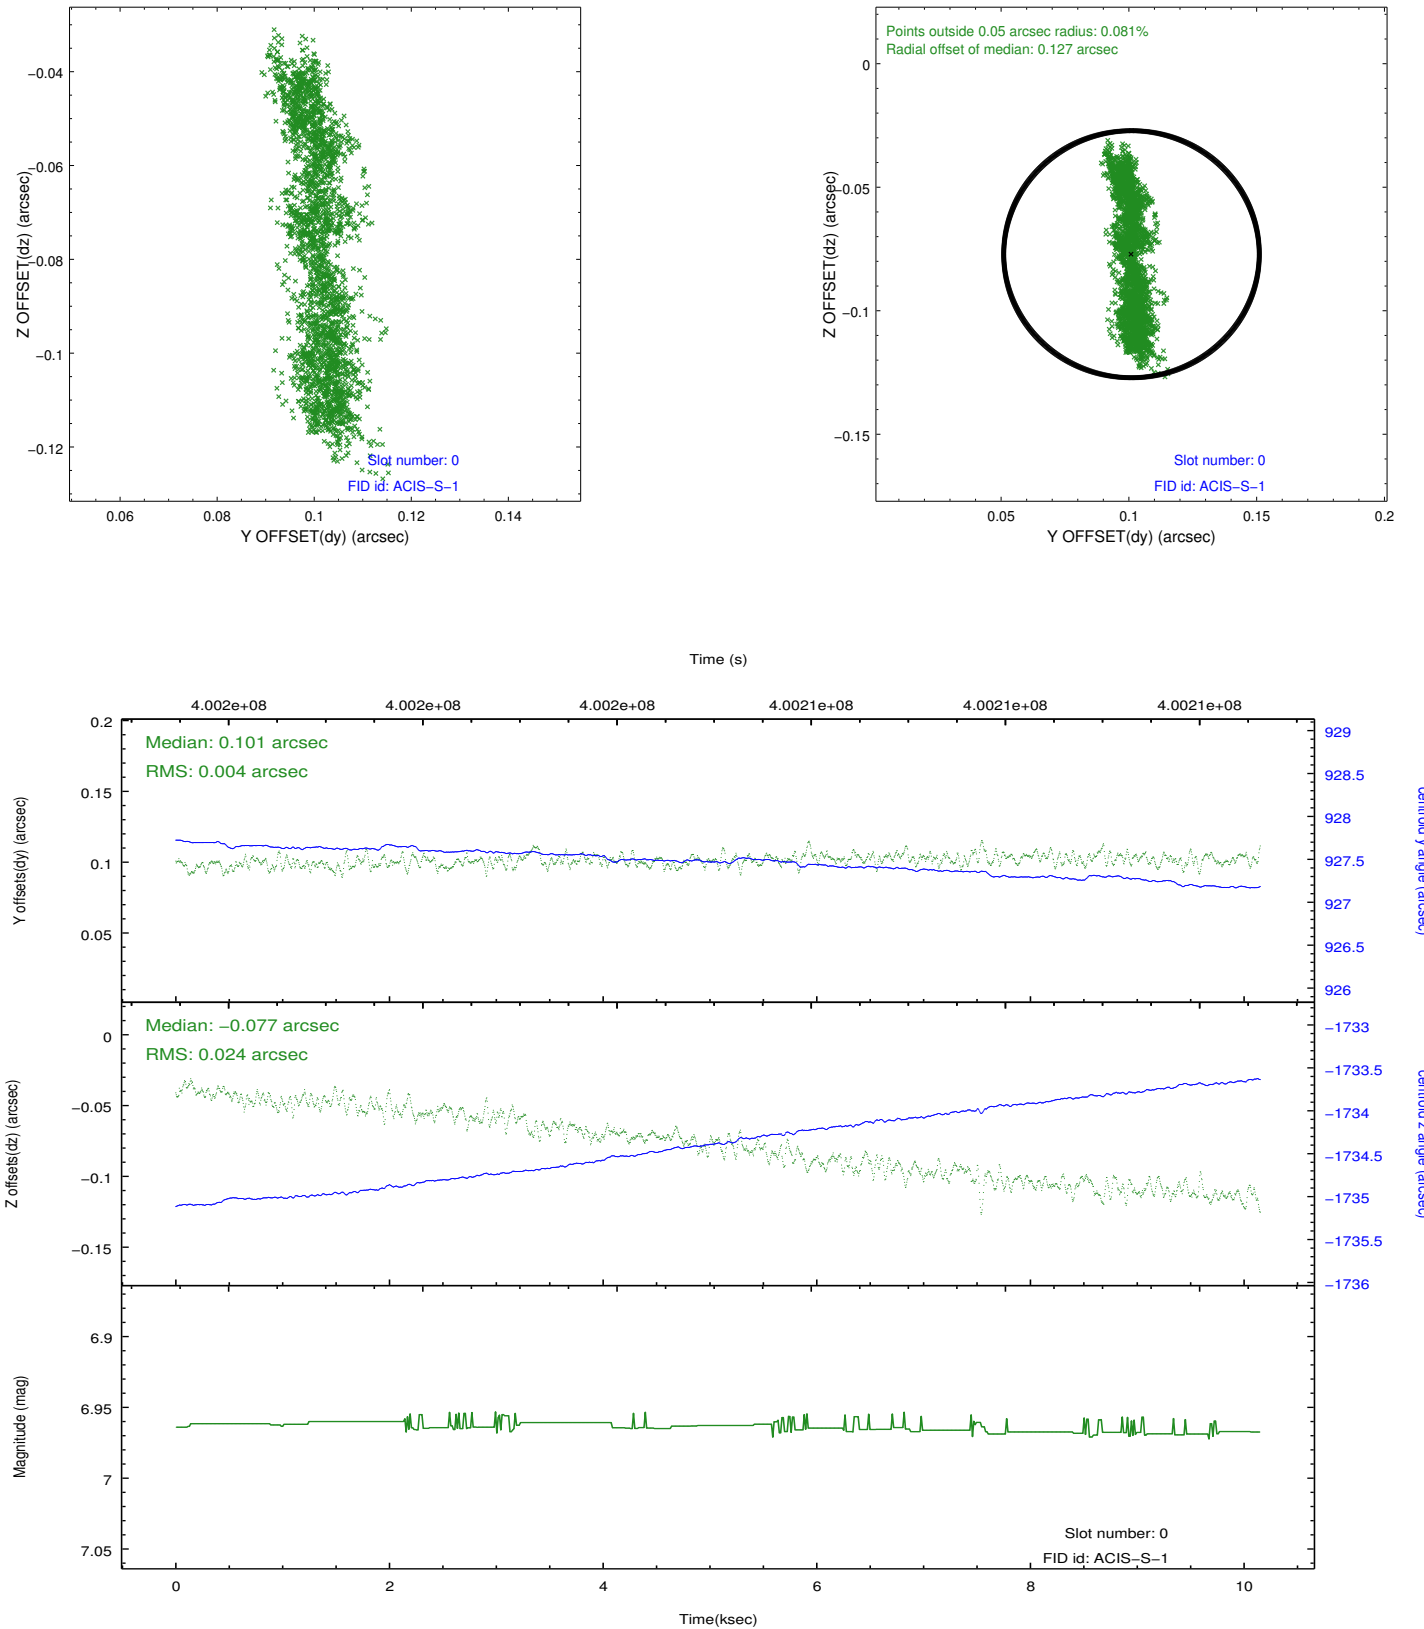 −0.04
−0.06
−0.08
−0.1
−0.12
Z OFFSET(dz) (arcsec)
Slot number: 0
FID id: ACIS−S−1
0.06 0.08 0.1 0.12 0.14
Y OFFSET(dy) (arcsec)
Points outside 0.05 arcsec radius: 0.081%
Radial offset of median: 0.127 arcsec
0
−0.05
−0.1
−0.15
Z OFFSET(dz) (arcsec)
Slot number: 0
FID id: ACIS−S−1
0.05 0.1 0.15 0.2
Y OFFSET(dy) (arcsec)
Time (s)
4.002e+08 4.002e+08 4.002e+08 4.0021e+08 4.0021e+08 4.0021e+08
Median: 0.101 arcsec
RMS: 0.004 arcsec
0.2
0.15
0.1
0.05
Y offsets(dy) (arcsec)
929
928.5
928
927.5
927
926.5
926
centroid y angle (arcsec)
Median: −0.077 arcsec
RMS: 0.024 arcsec
0
−0.05
−0.1
−0.15
Z offsets(dz) (arcsec)
−1733
−1733.5
−1734
−1734.5
−1735
−1735.5
−1736
centroid z angle (arcsec)
6.9
6.95
7
7.05
Magnitude (mag)
Slot number: 0
FID id: ACIS−S−1
0 2 4 6 8 10
Time(ksec)